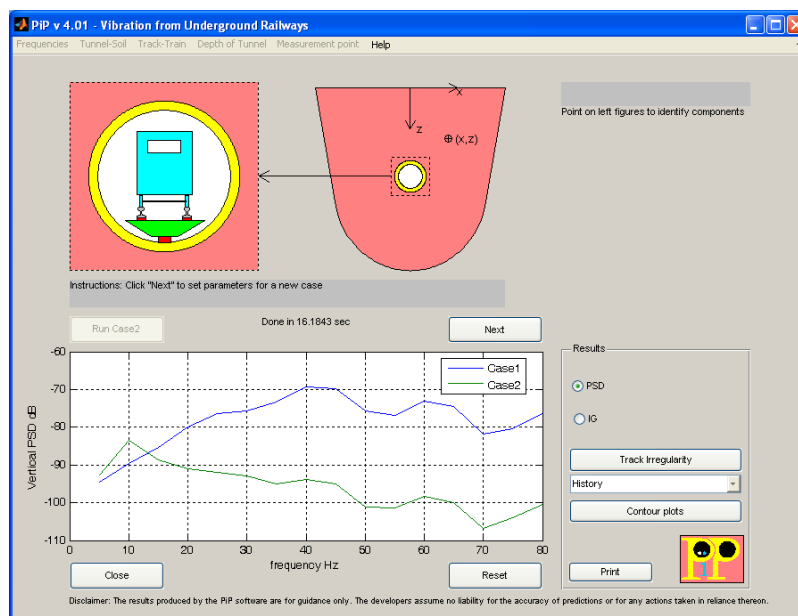 PiP v 4.01 - Vibration from Underground Railways
Frequencies Tunnel-Soil Track-Train Depth of Tunnel Measurement point Help
x
z
(x,z)
Point on left figures to identify components
Instructions: Click "Next" to set parameters for a new case
Run Case2
Done in 16.1843 sec
Next
Vertical PSD dB
-60
-70
-80
-90
-100
-110
0 10 20 30 40 50 60 70 80
frequency Hz
Case1
Case2
Close
Reset
Results
PSD
IG
Track Irregularity
History
Contour plots
Print
PiP
Disclaimer: The results produced by the PiP software are for guidance only. The developers assume no liability for the accuracy of predictions or for any actions taken in reliance thereon.